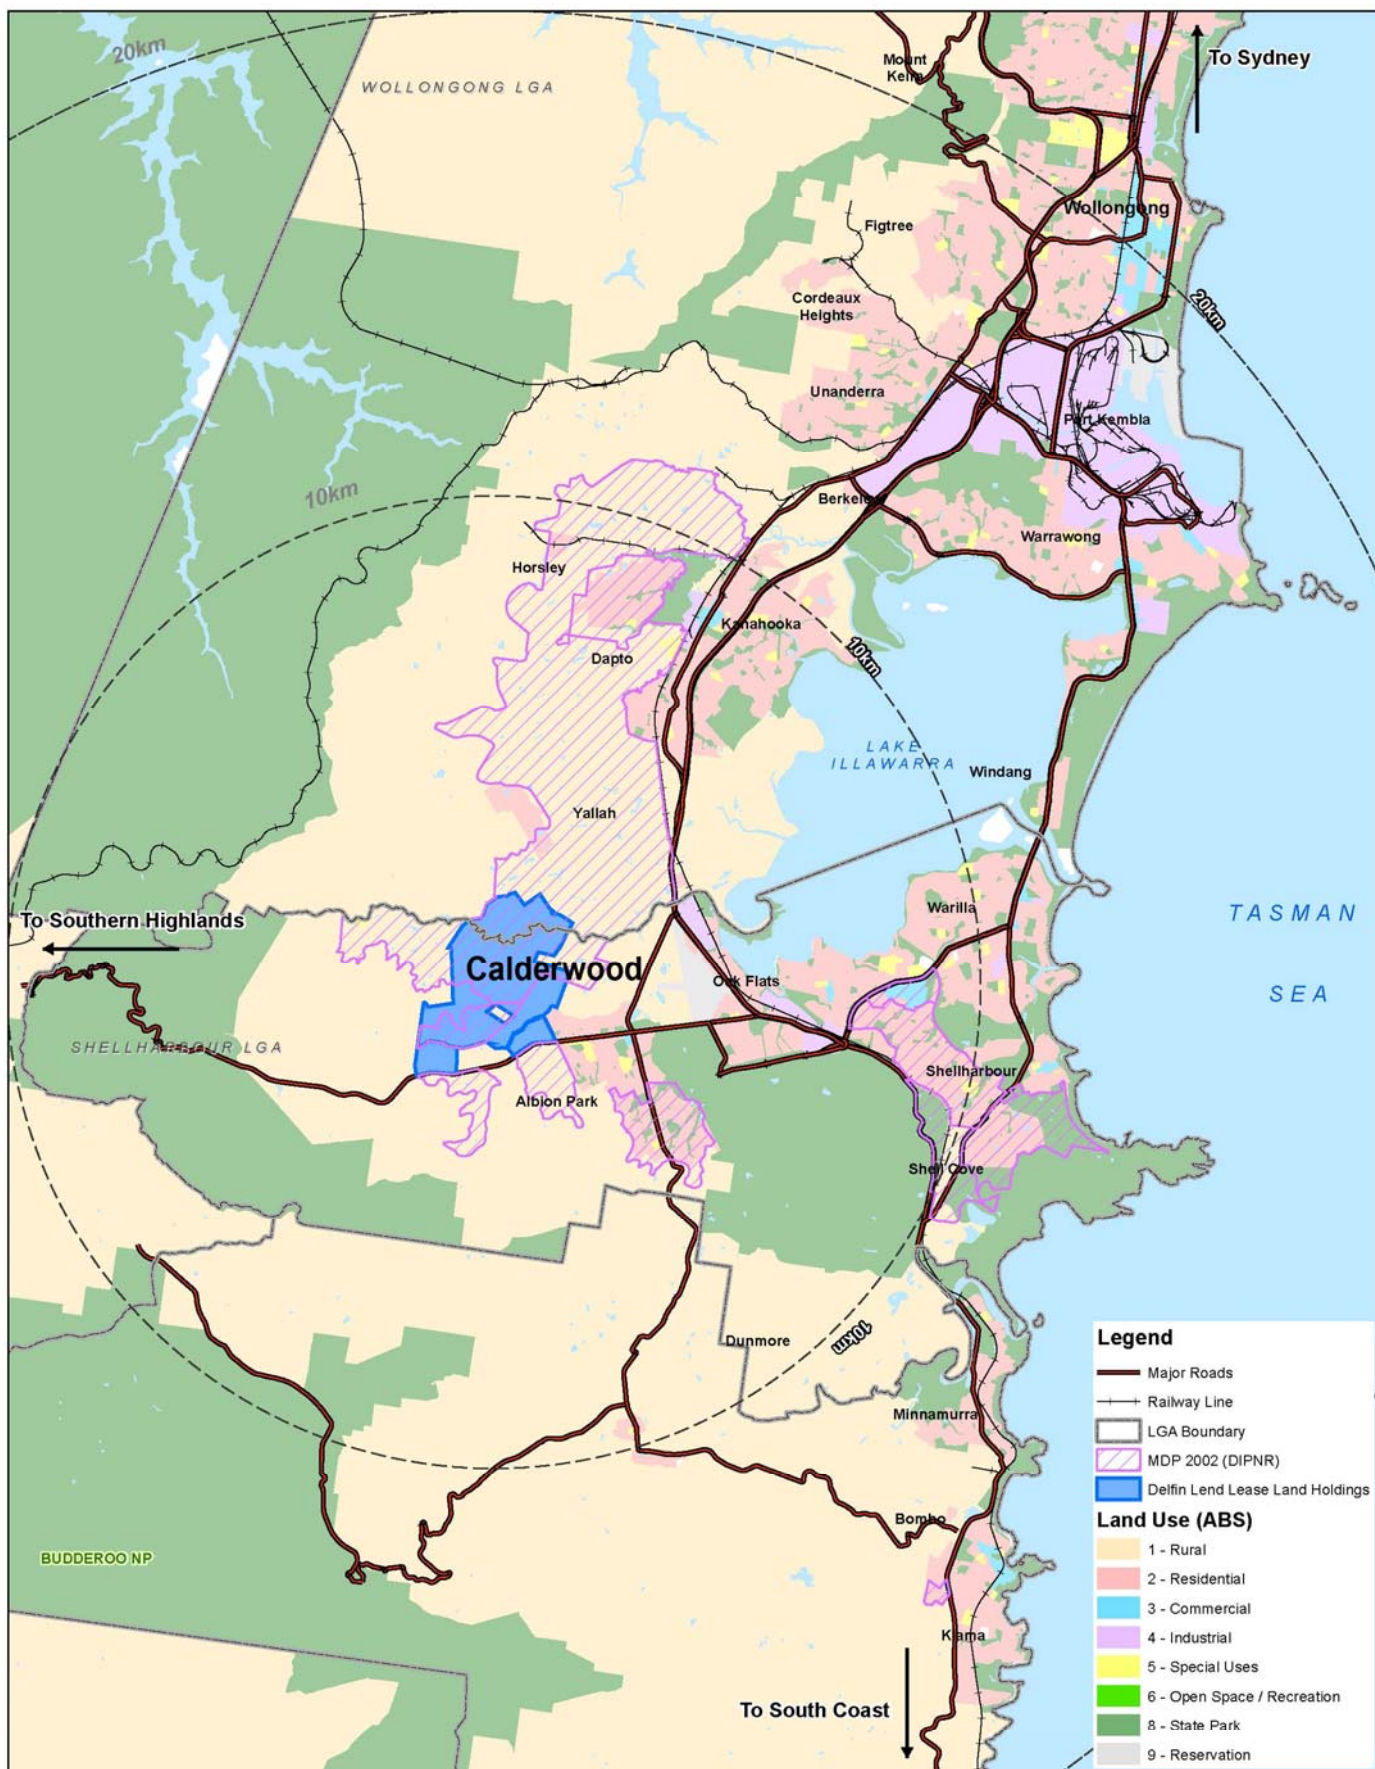 20km
WOLLONGONG LGA
Mount
Keira
To Sydney
Wollongong
Figtree
Cordeaux
Heights
20km
Unanderra
Port Kembla
10km
Berkeley
Warrawong
Horsley
Kanahooka
10km
Dapto
LAKE
ILLAWARRA
Windang
Yallah
Warilla
TASMAN
SEA
To Southern Highlands
Calderwood
Oak Flats
SHELLHARBOUR LGA
Shellharbour
Albion Park
Shell Cove
10km
Dunmore
Minnamurra
Bombo
BUDDEROO NP
Kiama
To South Coast
Legend
Major Roads
Railway Line
LGA Boundary
MDP 2002 (DIPNR)
Delfin Lend Lease Land Holdings
Land Use (ABS)
1 - Rural
2 - Residential
3 - Commercial
4 - Industrial
5 - Special Uses
6 - Open Space / Recreation
8 - State Park
9 - Reservation